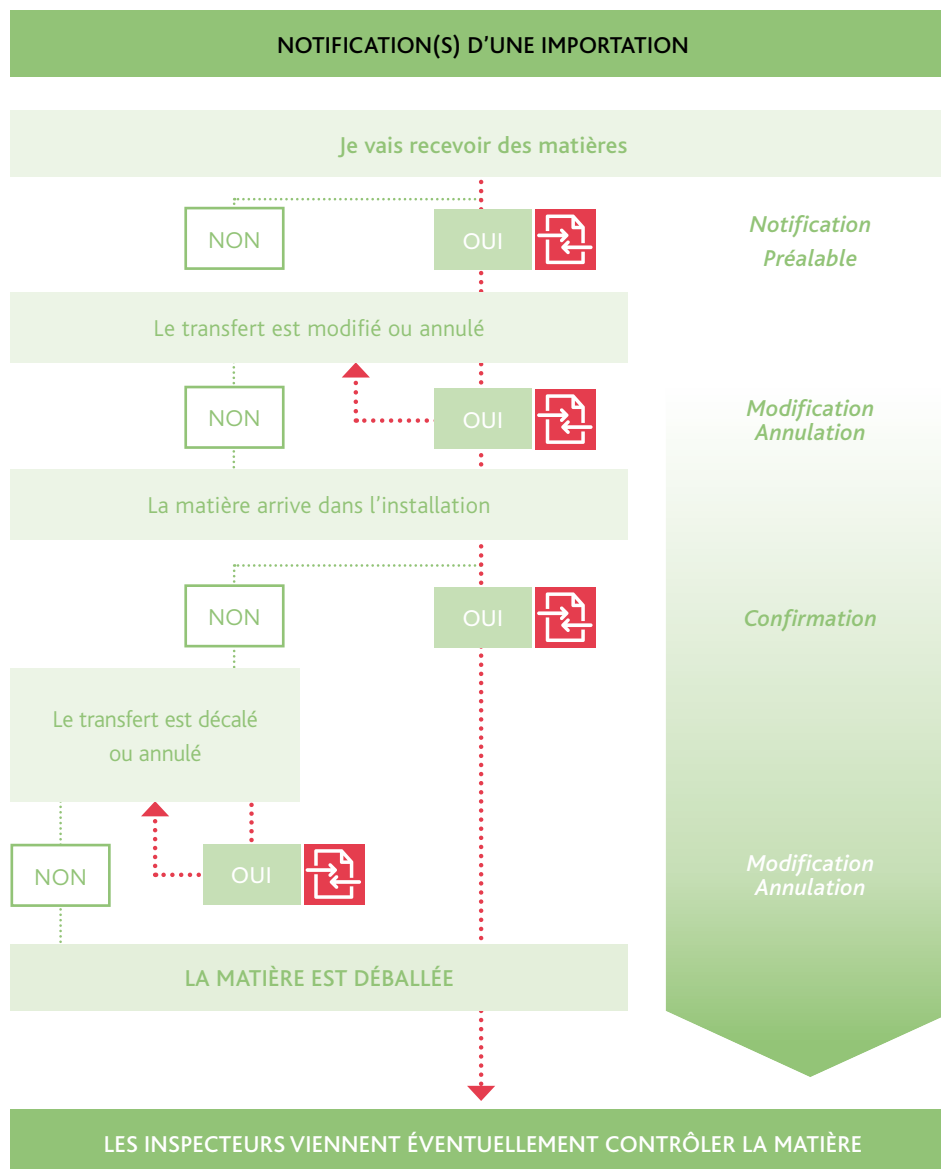 NOTIFICATION(S) D'UNE IMPORTATION
Je vais recevoir des matières
NON
OUI
Notification
Préalable
Le transfert est modifié ou annulé
NON
OUI
Modification
Annulation
La matière arrive dans l'installation
NON
OUI
Confirmation
Le transfert est décalé
ou annulé
NON
OUI
Modification
Annulation
LA MATIÈRE EST DÉBALLÉE
LES INSPECTEURS VIENNENT ÉVENTUELLEMENT CONTRÔLER LA MATIÈRE